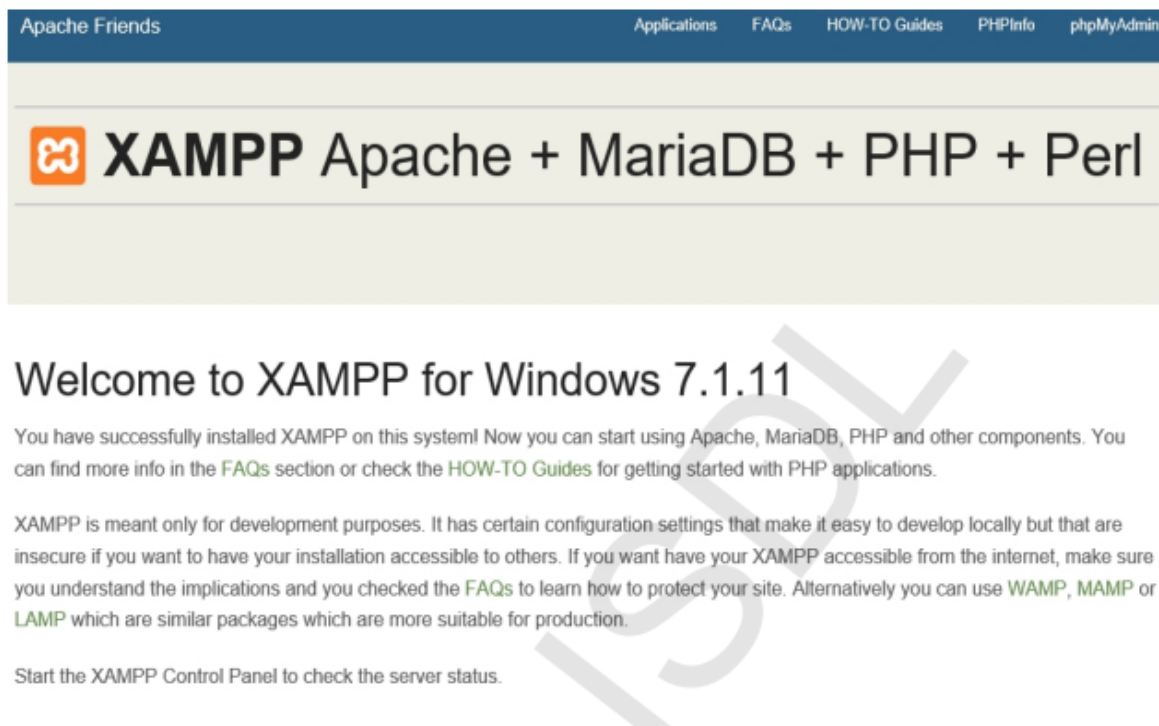 Apache Friends Applications FAQs HOW-TO Guides PHPInfo phpMyAdmin
XAMPP Apache + MariaDB + PHP + Perl
Welcome to XAMPP for Windows 7.1.11
You have successfully installed XAMPP on this system! Now you can start using Apache, MariaDB, PHP and other components. You
can find more info in the FAQs section or check the HOW-TO Guides for getting started with PHP applications.
XAMPP is meant only for development purposes. It has certain configuration settings that make it easy to develop locally but that are
insecure if you want to have your installation accessible to others. If you want have your XAMPP accessible from the internet, make sure
you understand the implications and you checked the FAQs to learn how to protect your site. Alternatively you can use WAMP, MAMP or
LAMP which are similar packages which are more suitable for production.
Start the XAMPP Control Panel to check the server status.